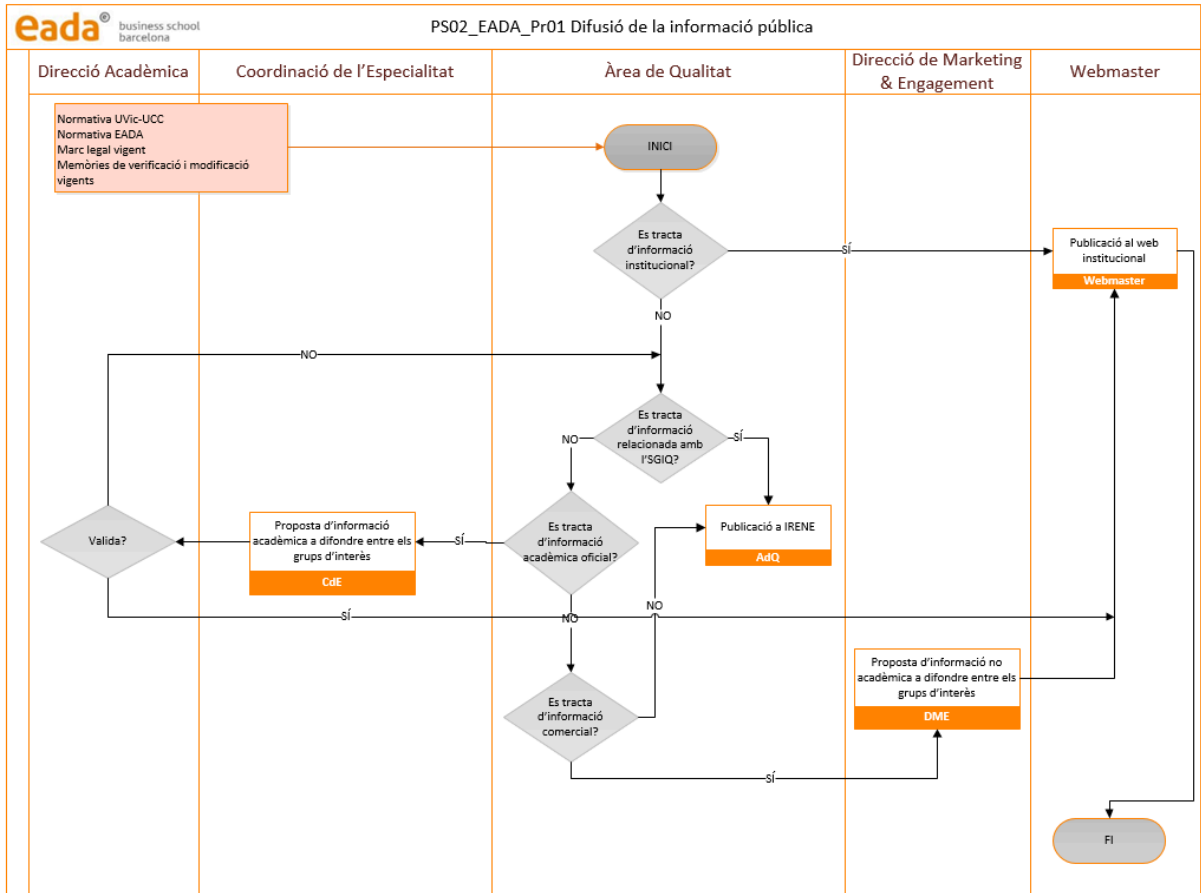 eada® business school
barcelona
PS02_EADA_Pr01 Difusió de la informació pública
Direcció Acadèmica
Coordinació de l'Especialitat
Àrea de Qualitat
Direcció de Marketing
& Engagement
Webmaster
Normativa UVic-UCC
Normativa EADA
Marc legal vigent
Memòries de verificació i modificació
vigents
INICI
Es tracta
d'informació
institucional?
SÍ
Publicació al web
institucional
Webmaster
NO
NO
Es tracta
d'informació
relacionada amb
l'SGIQ?
NO
SÍ
Valida?
Proposta d'informació
acadèmica a difondre entre els
grups d'interès
CdE
SÍ
Es tracta
d'informació
acadèmica oficial?
Publicació a IRENE
AdQ
NO
SÍ
NO
Proposta d'informació no
acadèmica a difondre entre els
grups d'interès
DME
Es tracta
d'informació
comercial?
SÍ
FI